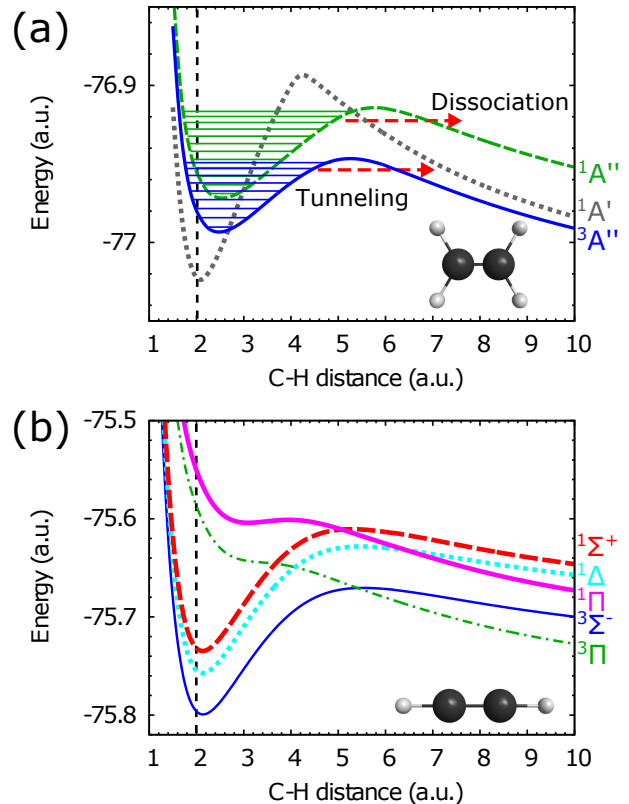 (a)
Energy (a.u.)
-76.9
-77
Dissociation
Tunneling
¹A''
¹A'
³A''
1 2 3 4 5 6 7 8 9 10
C-H distance (a.u.)
(b)
Energy (a.u.)
-75.5
-75.6
-75.7
-75.8
¹Σ⁺
¹Δ
¹Π
³Σ⁻
³Π
1 2 3 4 5 6 7 8 9 10
C-H distance (a.u.)